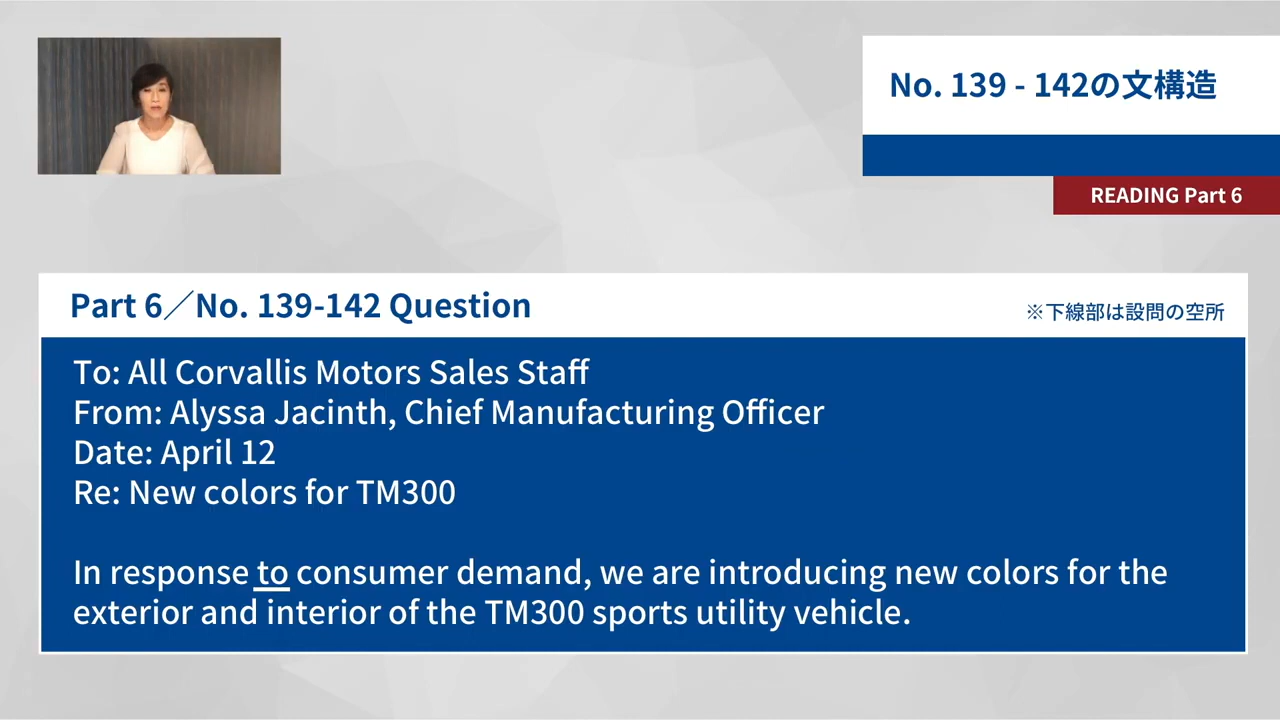 No. 139 - 142の文構造
READING Part 6
Part 6／No. 139-142 Question
※下線部は設問の空所
To: All Corvallis Motors Sales Staff
From: Alyssa Jacinth, Chief Manufacturing Officer
Date: April 12
Re: New colors for TM300
In response to consumer demand, we are introducing new colors for the
exterior and interior of the TM300 sports utility vehicle.